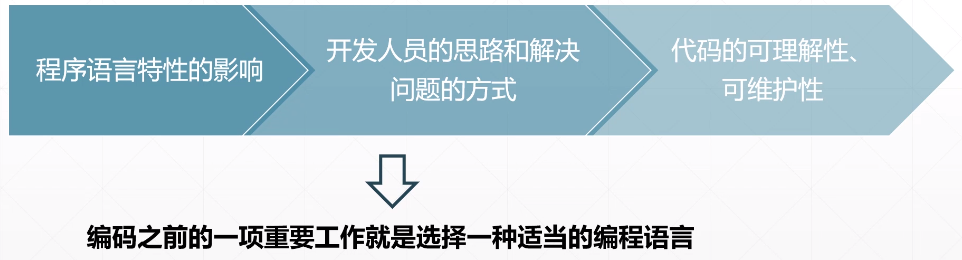 程序语言特性的影响
开发人员的思路和解决
问题的方式
代码的可理解性、
可维护性
编码之前的一项重要工作就是选择一种适当的编程语言